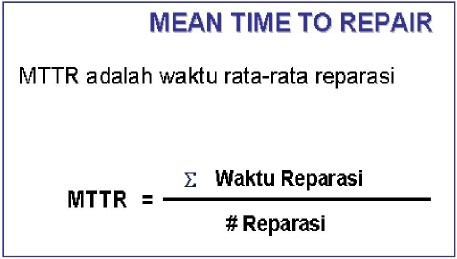 MEAN TIME TO REPAIR
MTTR adalah waktu rata-rata reparasi
Σ Waktu Reparasi
MTTR =
# Reparasi